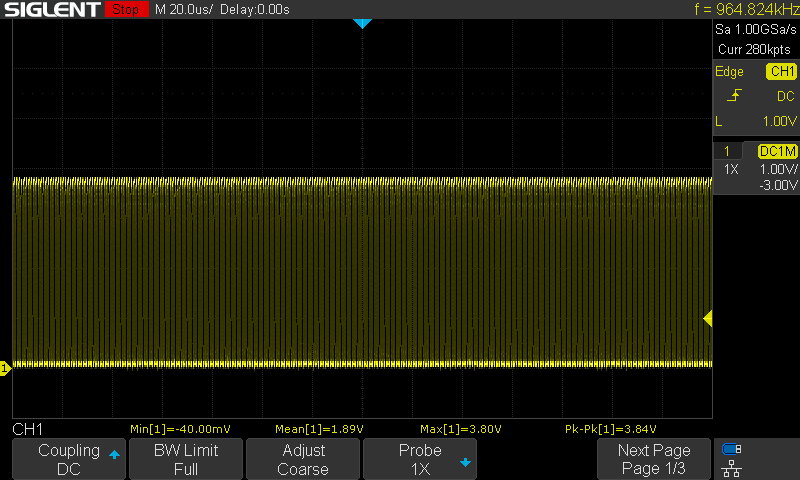 SIGLENT Stop M 20.0us/ Delay:0.00s f = 964.824kHz
Sa 1.00GSa/s
Curr 280kpts
Edge CH1
DC
L 1.00V
1 DC1M
1X 1.00V/
-3.00V
1
CH1 Min[1]=-40.00mV Mean[1]=1.89V Max[1]=3.80V Pk-Pk[1]=3.84V
Coupling BW Limit Adjust Probe Next Page
DC Full Coarse 1X Page 1/3